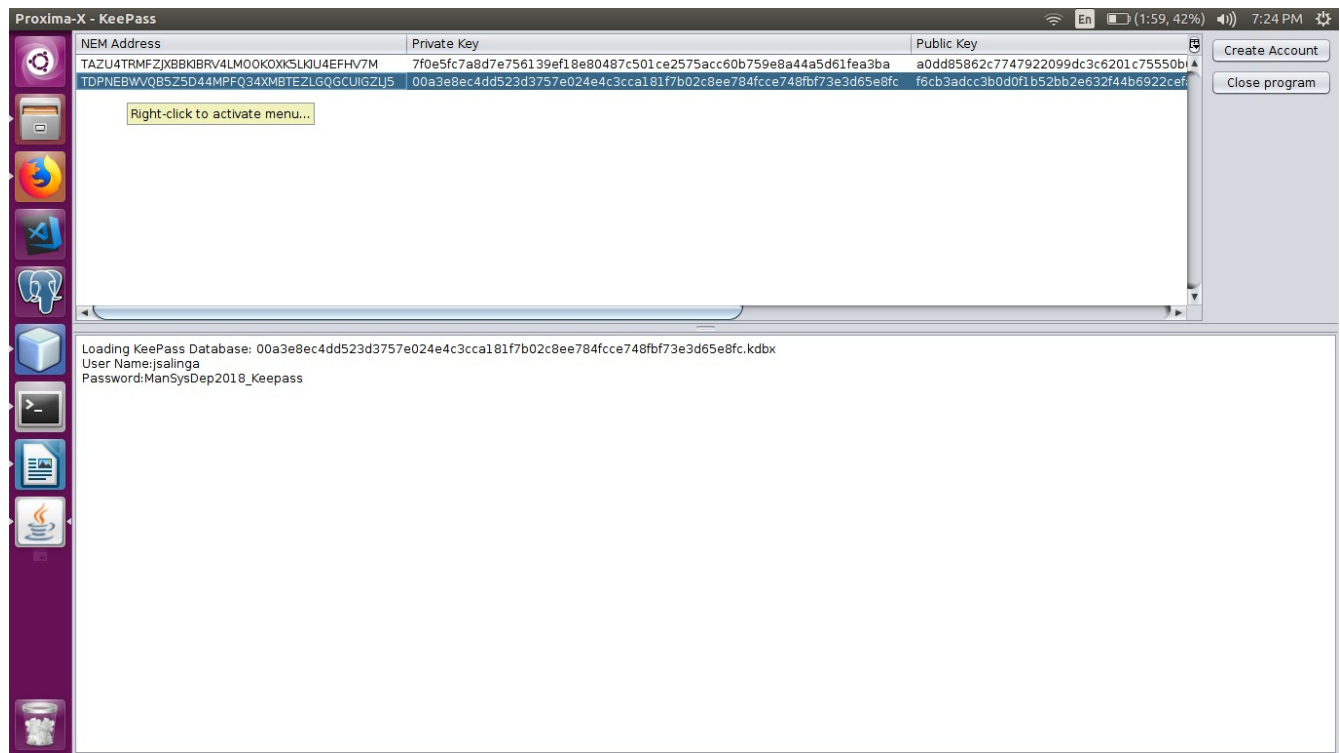 Proxima-X - KeePass
En (1:59, 42%) 7:24 PM
NEM Address Private Key Public Key
TAZU4TRMFZJXBBKIBRV4LMOOKOXK5LKIU4EFHV7M 7f0e5fc7a8d7e756139ef18e80487c501ce2575acc60b759e8a44a5d61fea3ba a0dd85862c7747922099dc3c6201c75550b
TDPNEBWVQB5Z5D44MPFQ34XMBTEZLGQGCUIGZLJ5 00a3e8ec4dd523d3757e024e4c3cca181f7b02c8ee784fcce748fbf73e3d65e8fc f6cb3adcc3b0d0f1b52bb2e632f44b6922cef
Create Account
Close program
Right-click to activate menu...
Loading KeePass Database: 00a3e8ec4dd523d3757e024e4c3cca181f7b02c8ee784fcce748fbf73e3d65e8fc.kdbx
User Name:jsalinga
Password:ManSysDep2018_Keepass